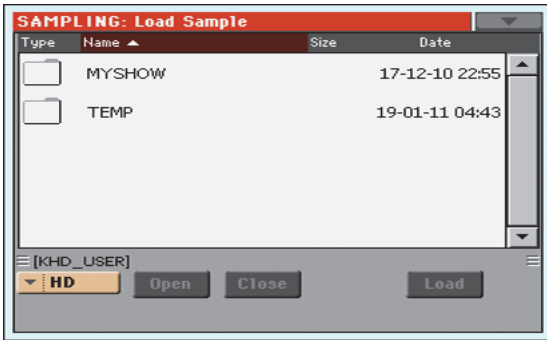 SAMPLING: Load Sample
Type Name Size Date
MYSHOW 17-12-10 22:55
TEMP 19-01-11 04:43
[KHD_USER]
HD Open Close Load